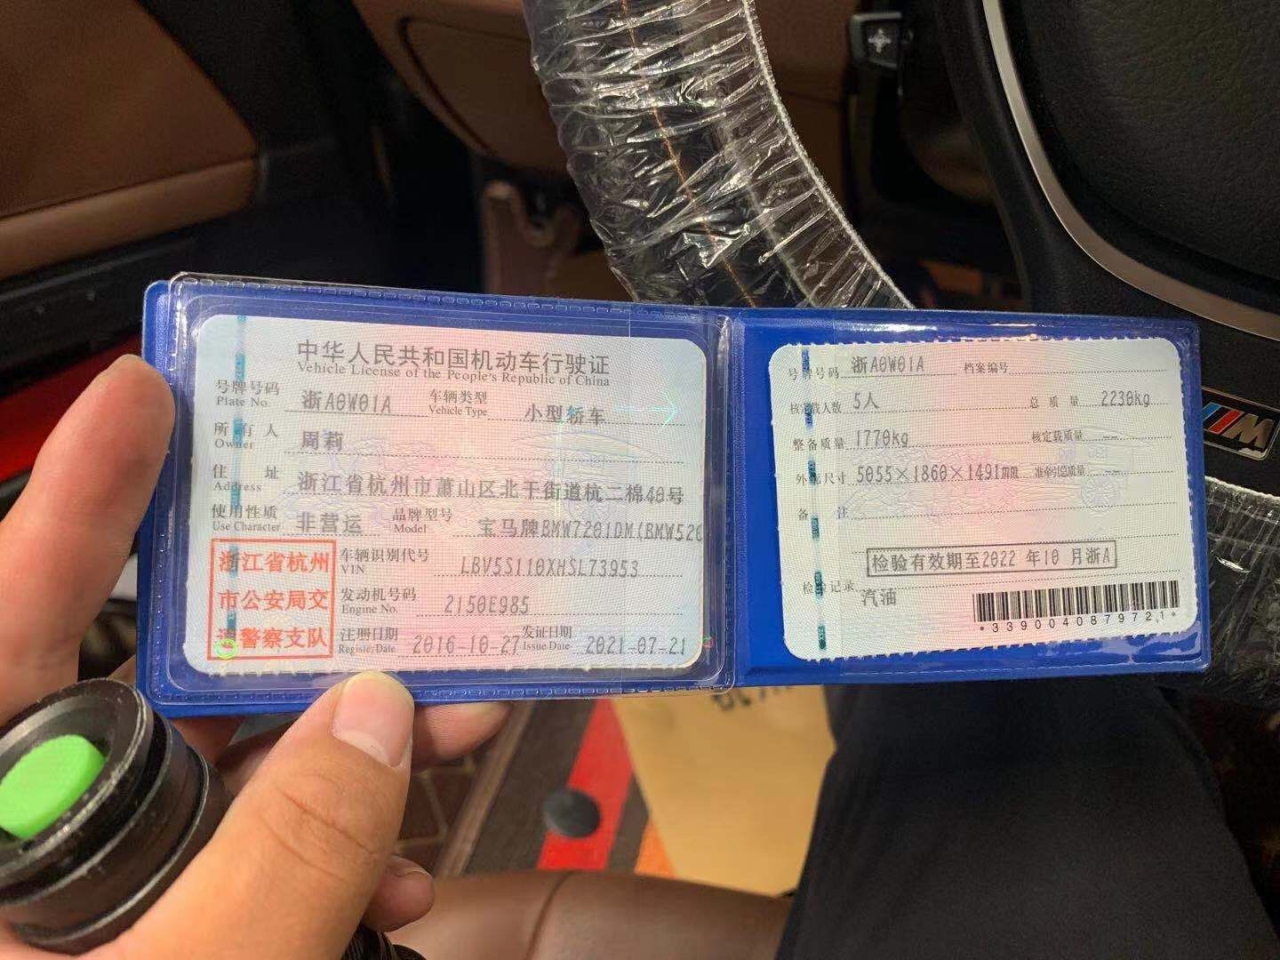 中华人民共和国机动车行驶证
Vehicle License of the People's Republic of China
号牌号码 浙A0W01A 车辆类型 小型轿车
Plate No. Vehicle Type
所有人 周莉
Owner
住址 浙江省杭州市萧山区北干街道杭二棉40号
Address
使用性质 非营运 品牌型号 宝马牌BMW7201DM(BMW520
Use Character Model
浙江省杭州市公安局交通警察支队
车辆识别代号 LBV5S110XHSL73953
VIN
发动机号码 2150E985
Engine No.
注册日期 2016-10-27 发证日期 2021-07-21
Register Date Issue Date
号牌号码 浙A0W01A 档案编号
核定载人数 5人 总质量 2230kg
整备质量 1770kg 核定载质量 --
外廓尺寸 5055×1860×1491mm 准牵引总质量 --
备注
检验有效期至2022年10月浙A
检验记录
汽油
*3390040879721*
M